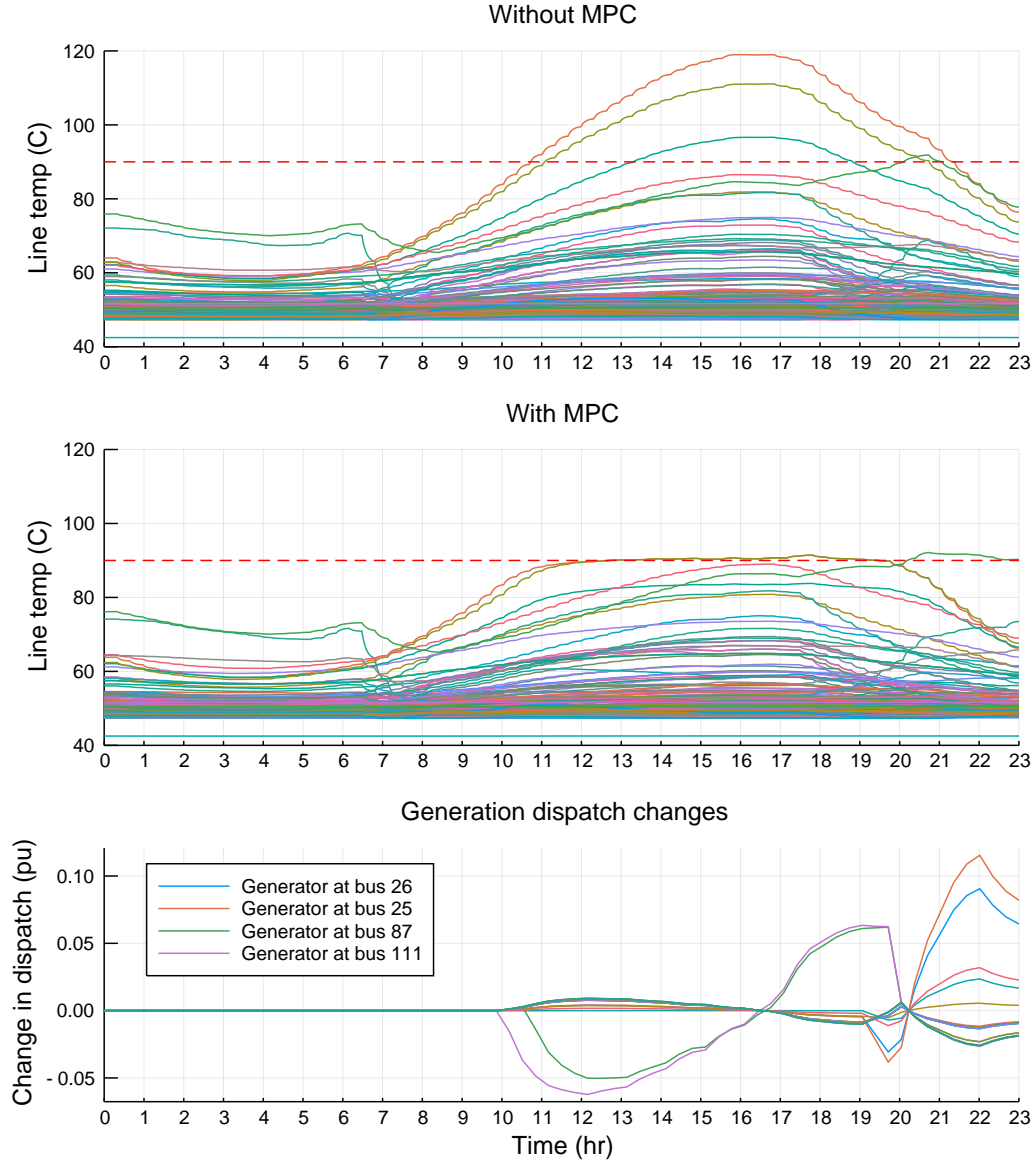 Without MPC
Line temp (C)
120
100
80
60
40
0 1 2 3 4 5 6 7 8 9 10 11 12 13 14 15 16 17 18 19 20 21 22 23
With MPC
Line temp (C)
120
100
80
60
40
0 1 2 3 4 5 6 7 8 9 10 11 12 13 14 15 16 17 18 19 20 21 22 23
Generation dispatch changes
Change in dispatch (pu)
0.10
0.05
0.00
- 0.05
Generator at bus 26
Generator at bus 25
Generator at bus 87
Generator at bus 111
0 1 2 3 4 5 6 7 8 9 10 11 12 13 14 15 16 17 18 19 20 21 22 23
Time (hr)